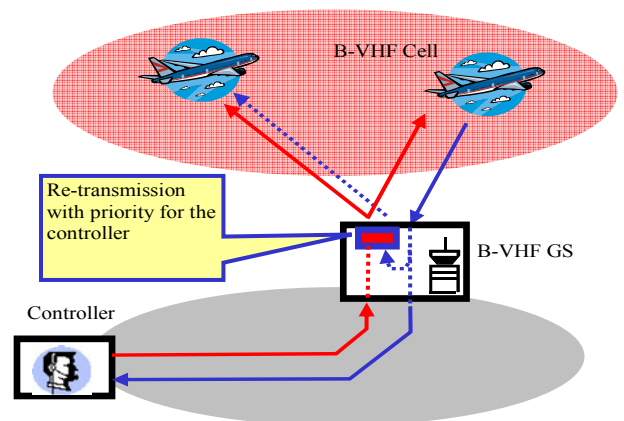 B-VHF Cell
Re-transmission
with priority for the
controller
B-VHF GS
Controller